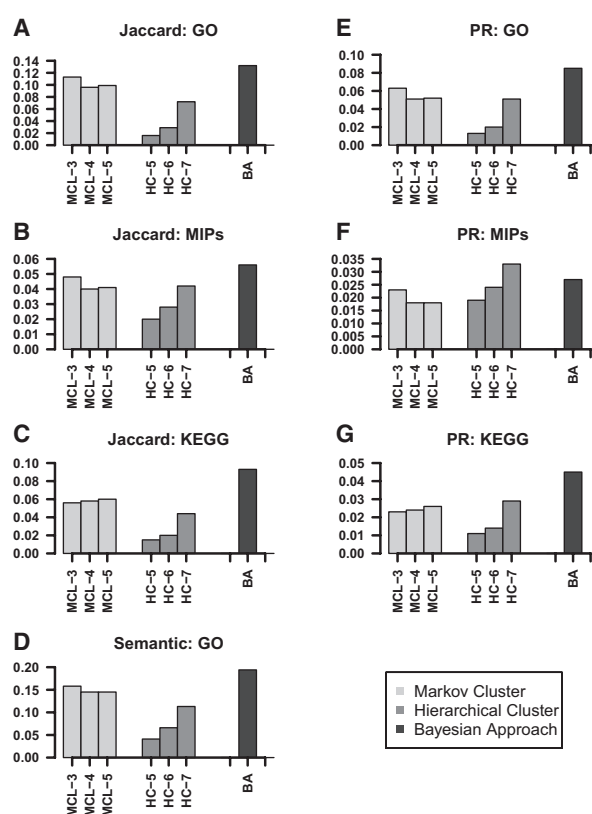 A Jaccard: GO
0.14
0.12
0.10
0.08
0.06
0.04
0.02
0.00
MCL−3 MCL−4 MCL−5 HC−5 HC−6 HC−7 BA
E PR: GO
0.10
0.08
0.06
0.04
0.02
0.00
MCL−3 MCL−4 MCL−5 HC−5 HC−6 HC−7 BA
B Jaccard: MIPs
0.06
0.05
0.04
0.03
0.02
0.01
0.00
MCL−3 MCL−4 MCL−5 HC−5 HC−6 HC−7 BA
F PR: MIPs
0.035
0.030
0.025
0.020
0.015
0.010
0.005
0.000
MCL−3 MCL−4 MCL−5 HC−5 HC−6 HC−7 BA
C Jaccard: KEGG
0.10
0.08
0.06
0.04
0.02
0.00
MCL−3 MCL−4 MCL−5 HC−5 HC−6 HC−7 BA
G PR: KEGG
0.05
0.04
0.03
0.02
0.01
0.00
MCL−3 MCL−4 MCL−5 HC−5 HC−6 HC−7 BA
D Semantic: GO
0.20
0.15
0.10
0.05
0.00
MCL−3 MCL−4 MCL−5 HC−5 HC−6 HC−7 BA
Markov Cluster
Hierarchical Cluster
Bayesian Approach